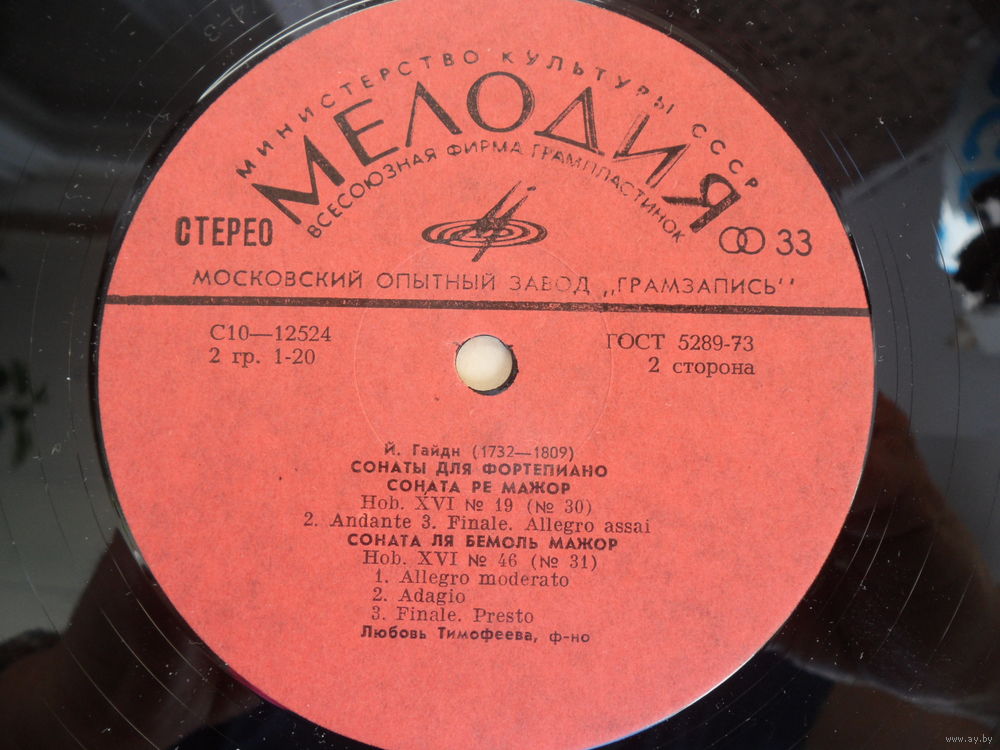 МИНИСТЕРСТВО КУЛЬТУРЫ СССР
МЕЛОДИЯ
ВСЕСОЮЗНАЯ ФИРМА ГРАМПЛАСТИНОК
СТЕРЕО
33
МОСКОВСКИЙ ОПЫТНЫЙ ЗАВОД „ГРАМЗАПИСЬ"
С10—12524
2 гр. 1-20
ГОСТ 5289-73
2 сторона
Й. Гайдн (1732—1809)
СОНАТЫ ДЛЯ ФОРТЕПИАНО
СОНАТА РЕ МАЖОР
Hob. XVI № 19 (№ 30)
2. Andante 3. Finale. Allegro assai
СОНАТА ЛЯ БЕМОЛЬ МАЖОР
Hob. XVI № 46 (№ 31)
1. Allegro moderato
2. Adagio
3. Finale. Presto
Любовь Тимофеева, ф-но
www.ay.by